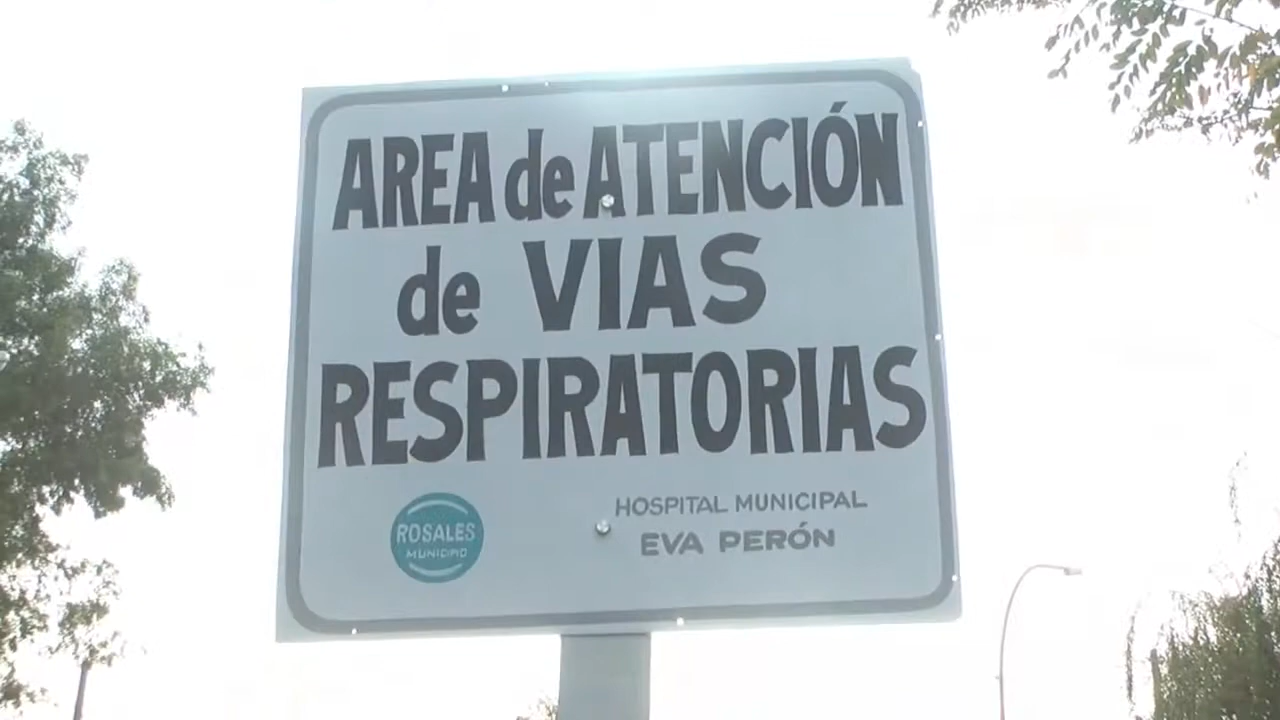 AREA de ATENCIÓN
de VIAS
RESPIRATORIAS
ROSALES
MUNICIPIO
HOSPITAL MUNICIPAL
EVA PERÓN